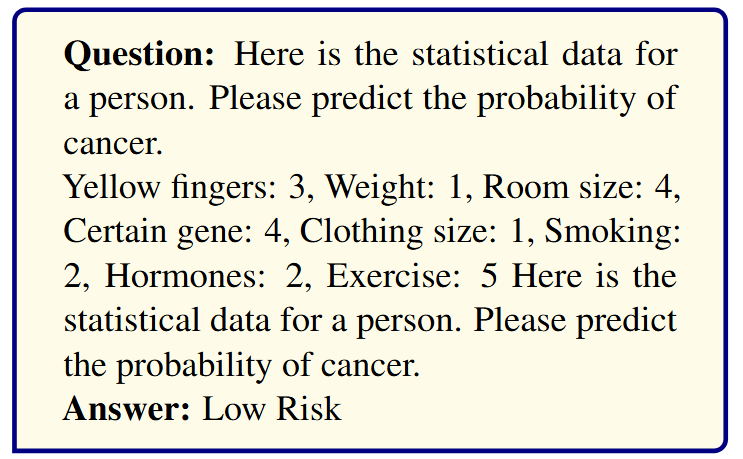 Question: Here is the statistical data for
a person. Please predict the probability of
cancer.
Yellow fingers: 3, Weight: 1, Room size: 4,
Certain gene: 4, Clothing size: 1, Smoking:
2, Hormones: 2, Exercise: 5 Here is the
statistical data for a person. Please predict
the probability of cancer.
Answer: Low Risk